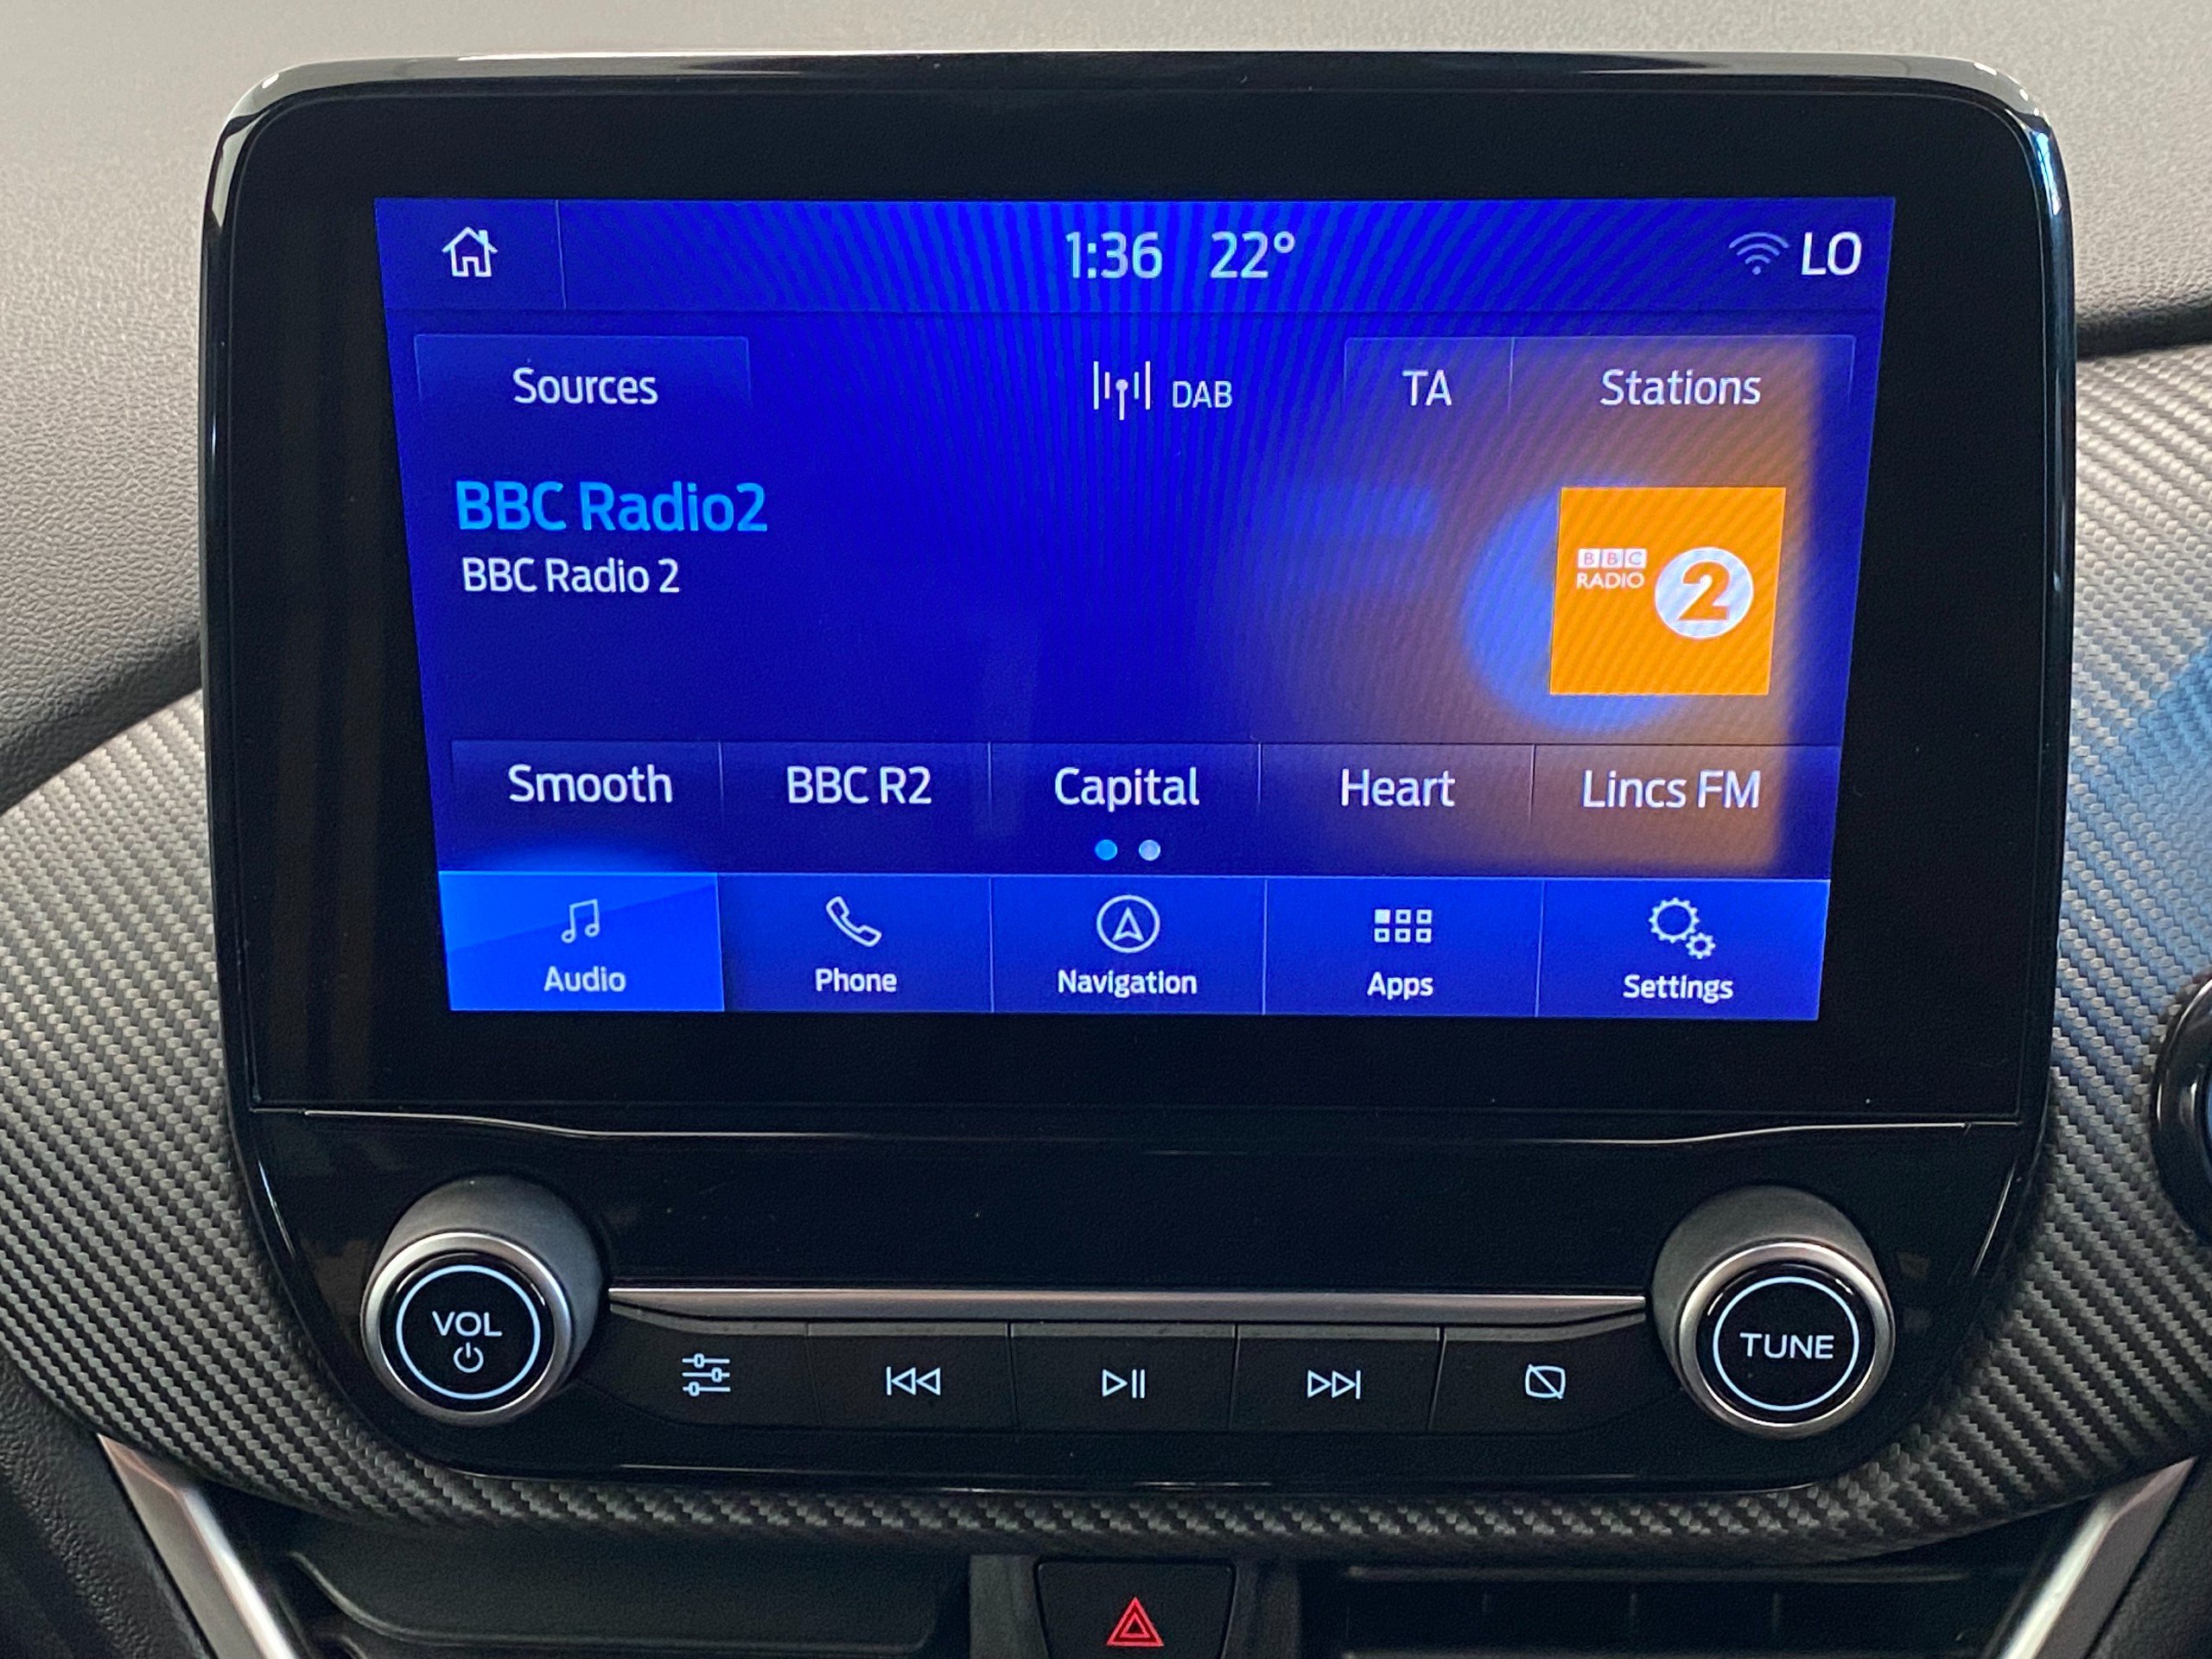 1:36 22° LO
Sources DAB TA Stations
BBC Radio2
BBC Radio 2
BBC
RADIO 2
Smooth BBC R2 Capital Heart Lincs FM
Audio Phone Navigation Apps Settings
VOL TUNE